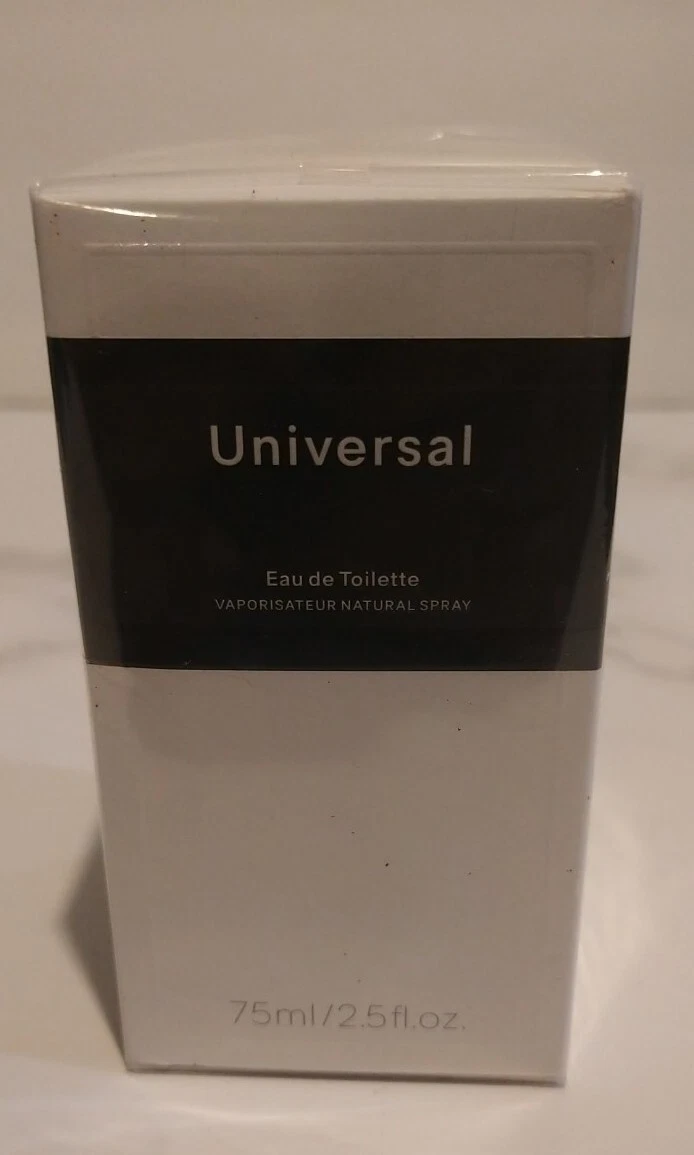 Universal
Eau de Toilette
VAPORISATEUR NATURAL SPRAY
75ml/2.5fl.oz.